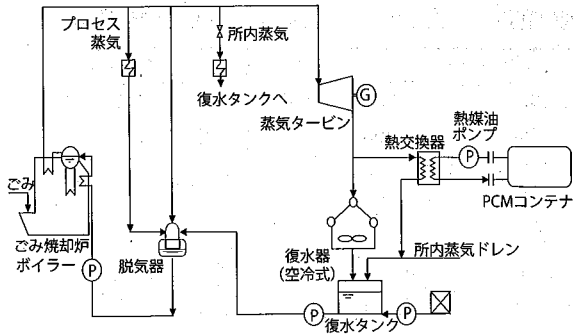 プロセス
蒸気
所内蒸気
復水タンクへ
G
蒸気タービン
熱媒油
ポンプ
熱交換器
P
PCMコンテナ
ごみ
ごみ焼却炉
ボイラー
P
脱気器
復水器
(空冷式)
所内蒸気ドレン
P
P
復水タンク